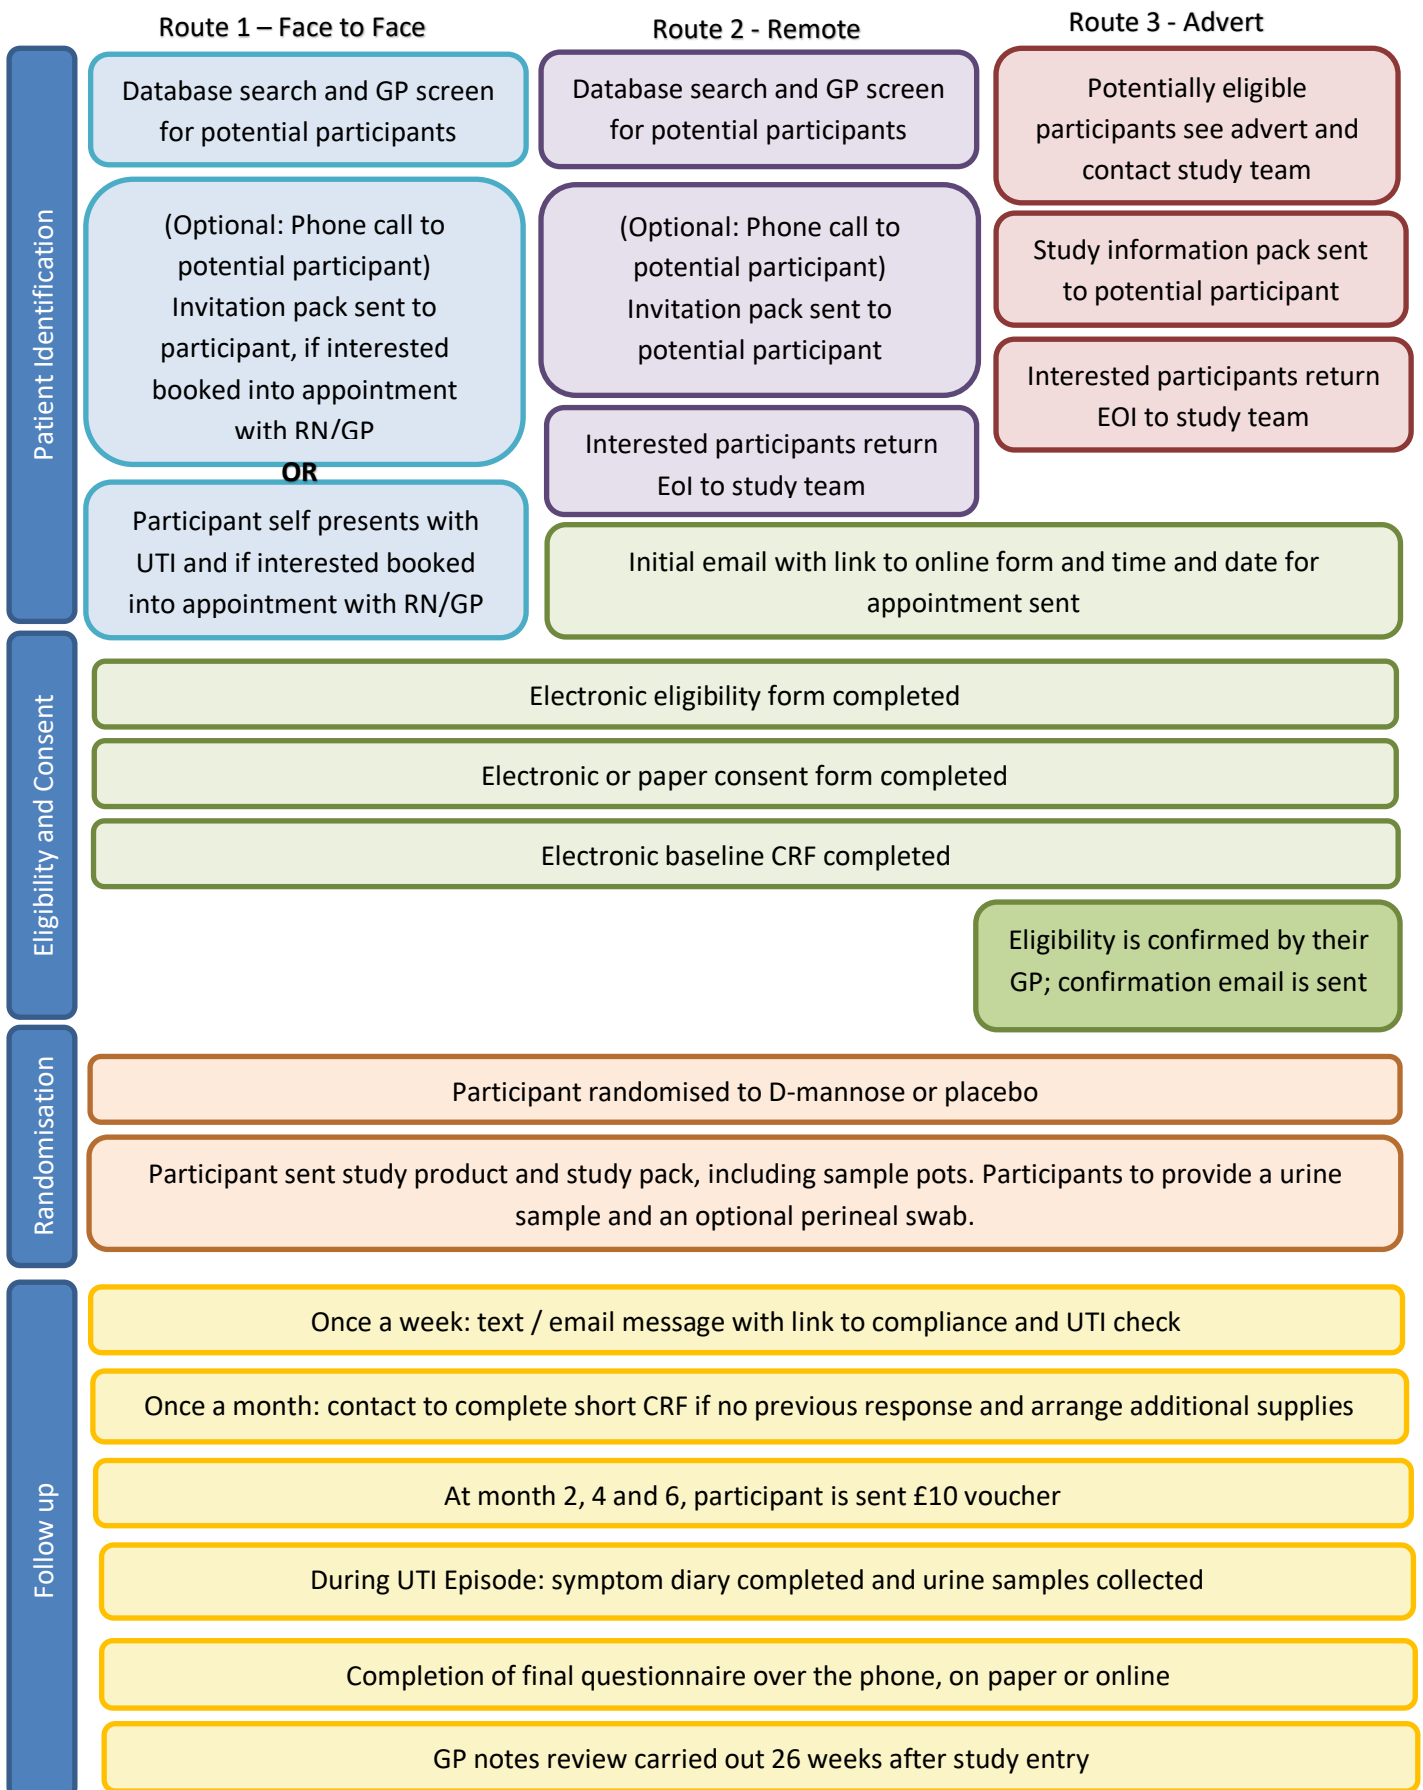 Route 1 – Face to Face
Route 2 - Remote
Route 3 - Advert
Patient Identification
Database search and GP screen
for potential participants
(Optional: Phone call to
potential participant)
Invitation pack sent to
participant, if interested
booked into appointment
with RN/GP
OR
Participant self presents with
UTI and if interested booked
into appointment with RN/GP
Database search and GP screen
for potential participants
(Optional: Phone call to
potential participant)
Invitation pack sent to
potential participant
Interested participants return
EoI to study team
Potentially eligible
participants see advert and
contact study team
Study information pack sent
to potential participant
Interested participants return
EOI to study team
Initial email with link to online form and time and date for
appointment sent
Eligibility and Consent
Electronic eligibility form completed
Electronic or paper consent form completed
Electronic baseline CRF completed
Eligibility is confirmed by their
GP; confirmation email is sent
Randomisation
Participant randomised to D-mannose or placebo
Participant sent study product and study pack, including sample pots. Participants to provide a urine
sample and an optional perineal swab.
Follow up
Once a week: text / email message with link to compliance and UTI check
Once a month: contact to complete short CRF if no previous response and arrange additional supplies
At month 2, 4 and 6, participant is sent £10 voucher
During UTI Episode: symptom diary completed and urine samples collected
Completion of final questionnaire over the phone, on paper or online
GP notes review carried out 26 weeks after study entry